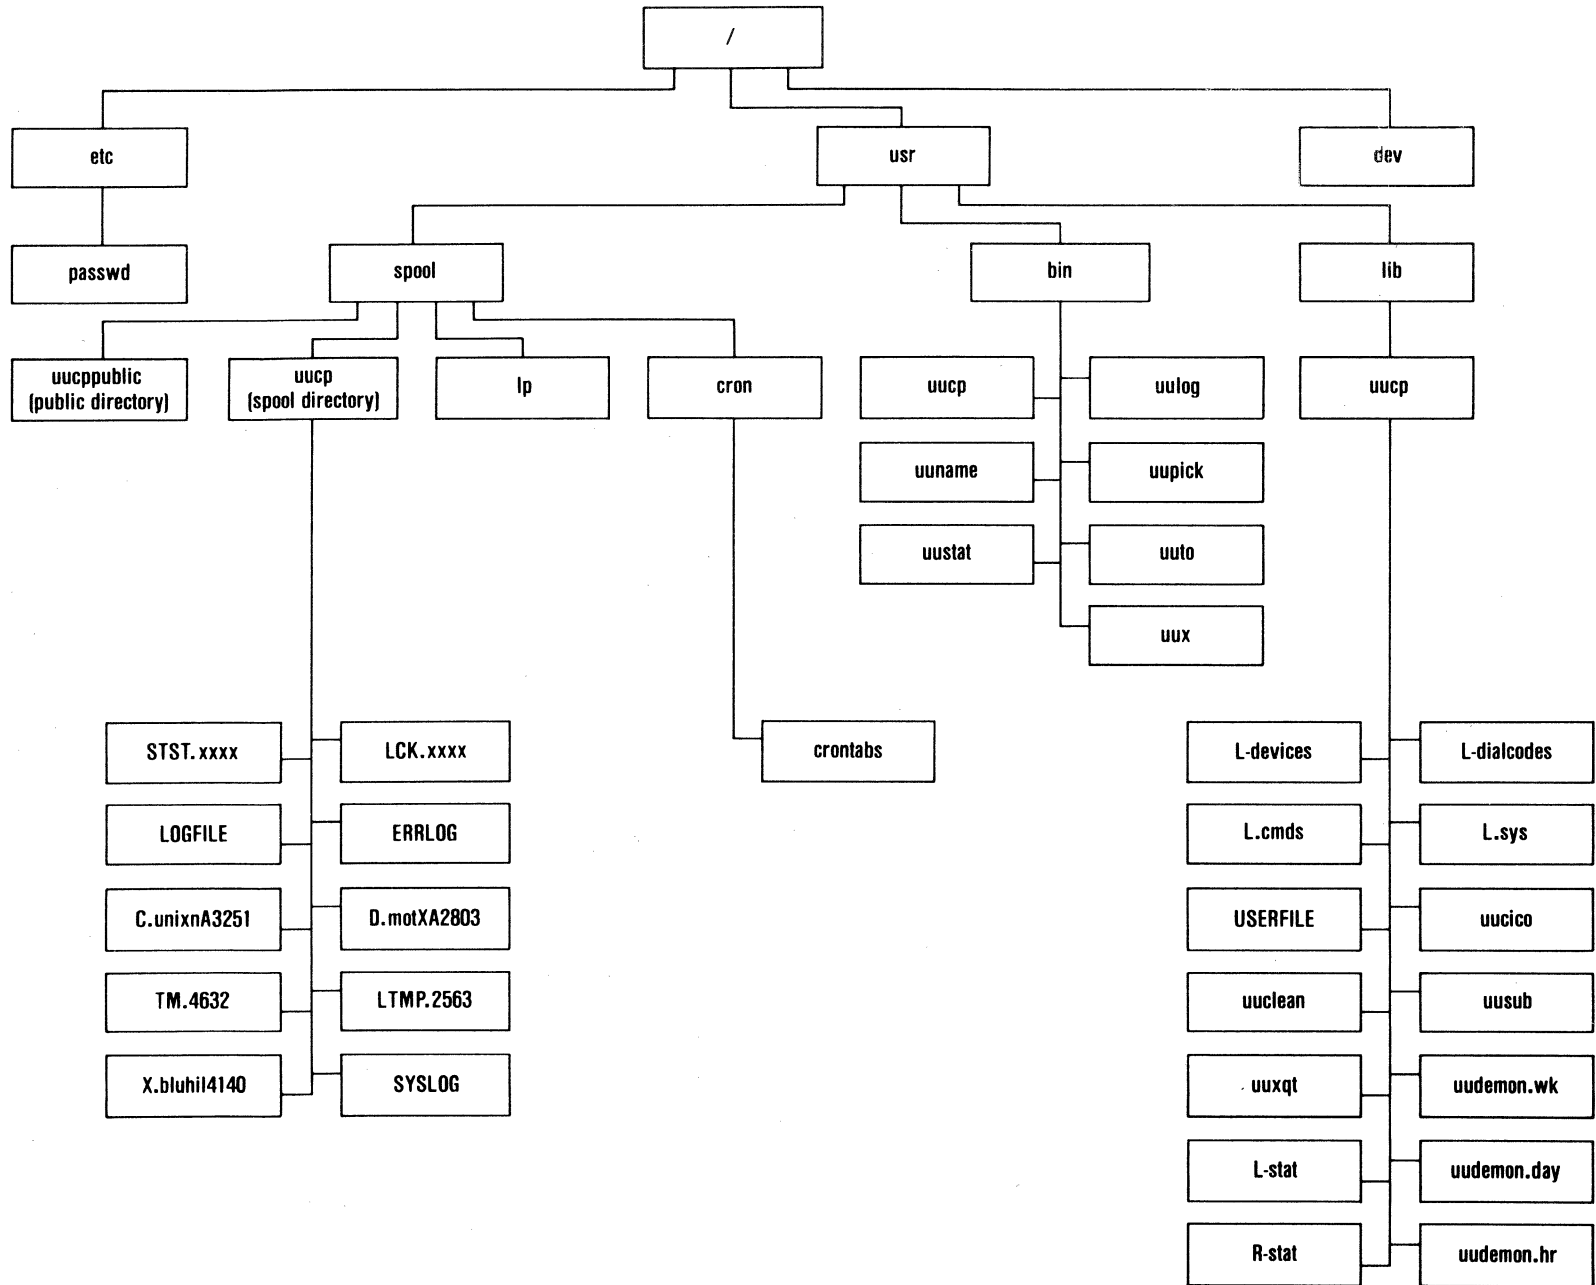 /
etc
usr
dev
passwd
spool
bin
lib
uucppublic
(public directory)
uucp
(spool directory)
lp
cron
uucp
uulog
uucp
uuname
uupick
uustat
uuto
uux
STST.xxxx
LCK.xxxx
crontabs
L-devices
L-dialcodes
LOGFILE
ERRLOG
L.cmds
L.sys
C.unixnA3251
D.motXA2803
USERFILE
uucico
TM.4632
LTMP.2563
uuclean
uusub
X.bluhil4140
SYSLOG
uuxqt
uudemon.wk
L-stat
uudemon.day
R-stat
uudemon.hr